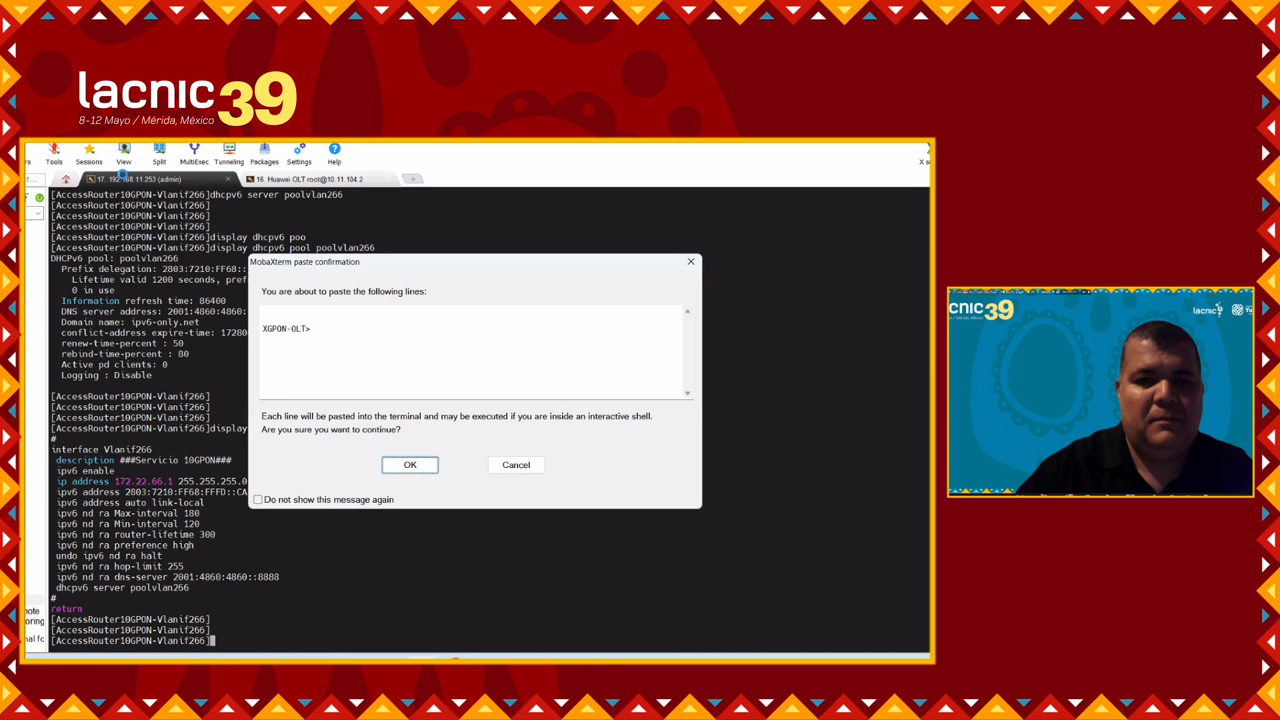 lacnic 39
8-12 Mayo / Mérida, México
Tools
Sessions
View
Split
MultiExec
Tunneling
Packages
Settings
Help
17. 192.168.11.253 (admin)
16. Huawei OLT root@10.11.104.2
[AccessRouter10GPON-Vlanif266]dhcpv6 server poolvlan266
[AccessRouter10GPON-Vlanif266]
[AccessRouter10GPON-Vlanif266]
[AccessRouter10GPON-Vlanif266]
[AccessRouter10GPON-Vlanif266]display dhcpv6 poo
[AccessRouter10GPON-Vlanif266]display dhcpv6 pool poolvlan266
DHCPv6 pool: poolvlan266
Prefix delegation: 2803:7210:FF68::
Lifetime valid 1200 seconds, pref
0 in use
Information refresh time: 86400
DNS server address: 2001:4860:4860:
Domain name: ipv6-only.net
conflict-address expire-time: 17280
renew-time-percent : 50
rebind-time-percent : 80
Active pd clients: 0
Logging : Disable
[AccessRouter10GPON-Vlanif266]
[AccessRouter10GPON-Vlanif266]
[AccessRouter10GPON-Vlanif266]
[AccessRouter10GPON-Vlanif266]display
#
interface Vlanif266
description ###Servicio 10GPON###
ipv6 enable
ip address 172.22.66.1 255.255.255.0
ipv6 address 2803:7210:FF68:FFFD::CA
ipv6 address auto link-local
ipv6 nd ra Max-interval 180
ipv6 nd ra Min-interval 120
ipv6 nd ra router-lifetime 300
ipv6 nd ra preference high
undo ipv6 nd ra halt
ipv6 nd ra hop-limit 255
ipv6 nd ra dns-server 2001:4860:4860::8888
dhcpv6 server poolvlan266
#
return
[AccessRouter10GPON-Vlanif266]
[AccessRouter10GPON-Vlanif266]
[AccessRouter10GPON-Vlanif266]
MobaXterm paste confirmation
You are about to paste the following lines:
XGPON-OLT>
Each line will be pasted into the terminal and may be executed if you are inside an interactive shell.
Are you sure you want to continue?
OK
Cancel
Do not show this message again
cnic 39
lacnic